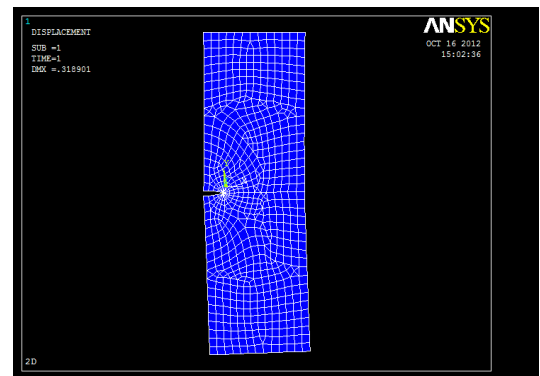 1
DISPLACEMENT
SUB =1
TIME=1
DMX =.318901
ANSYS
OCT 16 2012
15:02:36
Y
2D